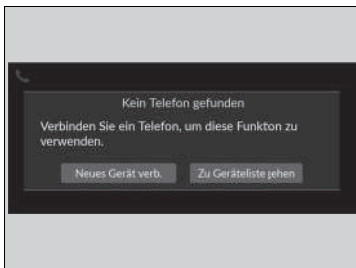 Kein Telefon gefunden
Verbinden Sie ein Telefon, um diese Funkton zu
verwenden.
Neues Gerät verb.
Zu Geräteliste gehen